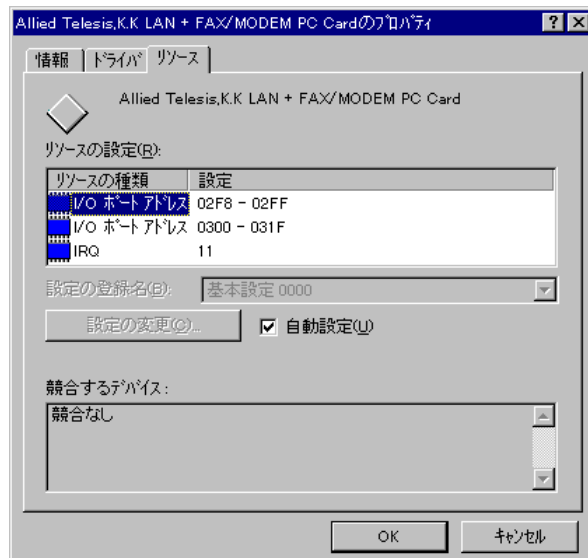 Allied Telesis,K.K LAN + FAX/MODEM PC Cardのプロパティ
情報 ドライバ リソース
Allied Telesis,K.K LAN + FAX/MODEM PC Card
リソースの設定(R):
リソースの種類 設定
I/O ポート アドレス 02F8 - 02FF
I/O ポート アドレス 0300 - 031F
IRQ 11
設定の登録名(B): 基本設定 0000
設定の変更(C)... 自動設定(U)
競合するデバイス:
競合なし
OK キャンセル